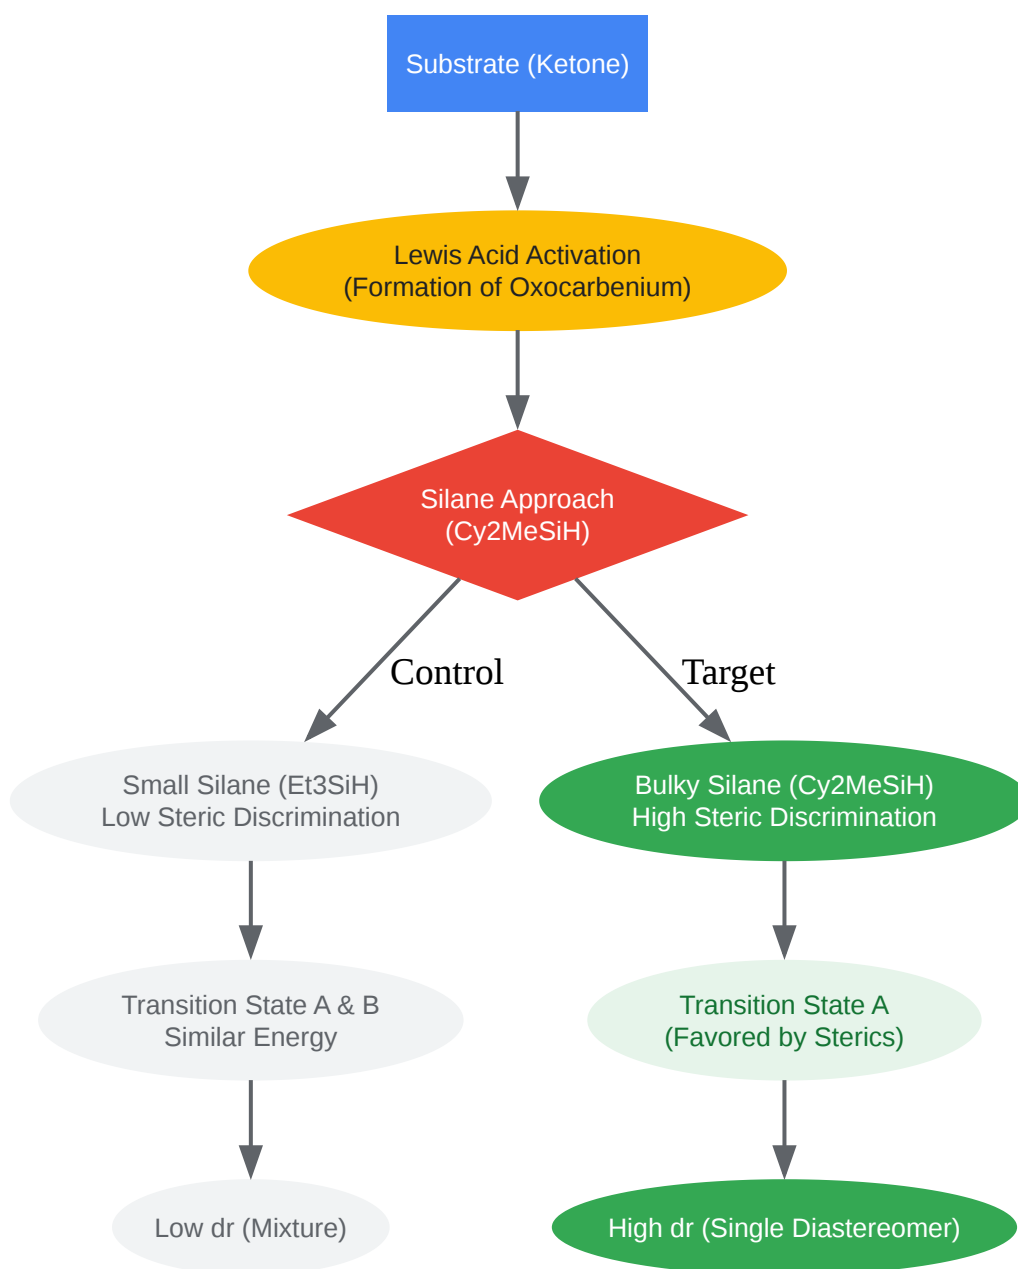 Substrate (Ketone)
Lewis Acid Activation
(Formation of Oxocarbenium)
Silane Approach
(Cy2MeSiH)
Control
Target
Small Silane (Et3SiH)
Low Steric Discrimination
Bulky Silane (Cy2MeSiH)
High Steric Discrimination
Transition State A & B
Similar Energy
Transition State A
(Favored by Sterics)
Low dr (Mixture)
High dr (Single Diastereomer)